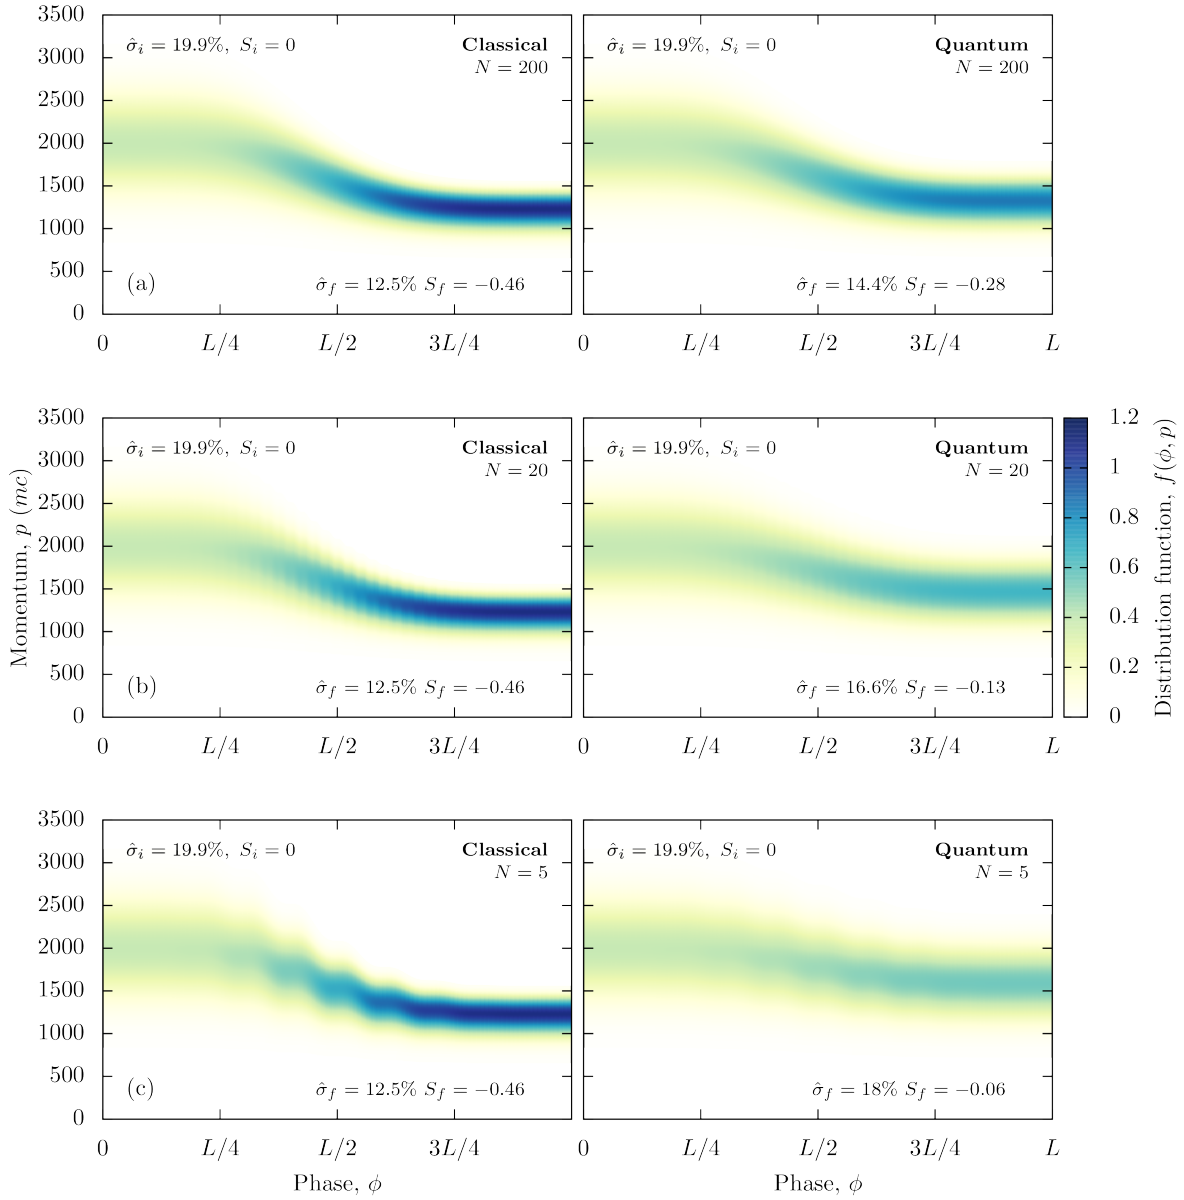 3500
3000
2500
2000
1500
1000
500
0
σ̂ᵢ = 19.9%, Sᵢ = 0
Classical
N = 200
(a)
σ̂_f = 12.5% S_f = −0.46
0 L/4 L/2 3L/4
σ̂ᵢ = 19.9%, Sᵢ = 0
Quantum
N = 200
σ̂_f = 14.4% S_f = −0.28
0 L/4 L/2 3L/4 L
Momentum, p (mc)
3500
3000
2500
2000
1500
1000
500
0
σ̂ᵢ = 19.9%, Sᵢ = 0
Classical
N = 20
(b)
σ̂_f = 12.5% S_f = −0.46
0 L/4 L/2 3L/4
σ̂ᵢ = 19.9%, Sᵢ = 0
Quantum
N = 20
σ̂_f = 16.6% S_f = −0.13
0 L/4 L/2 3L/4 L
1.2
1
0.8
0.6
0.4
0.2
0
Distribution function, f(ϕ, p)
3500
3000
2500
2000
1500
1000
500
0
σ̂ᵢ = 19.9%, Sᵢ = 0
Classical
N = 5
(c)
σ̂_f = 12.5% S_f = −0.46
0 L/4 L/2 3L/4
Phase, ϕ
σ̂ᵢ = 19.9%, Sᵢ = 0
Quantum
N = 5
σ̂_f = 18% S_f = −0.06
0 L/4 L/2 3L/4 L
Phase, ϕ